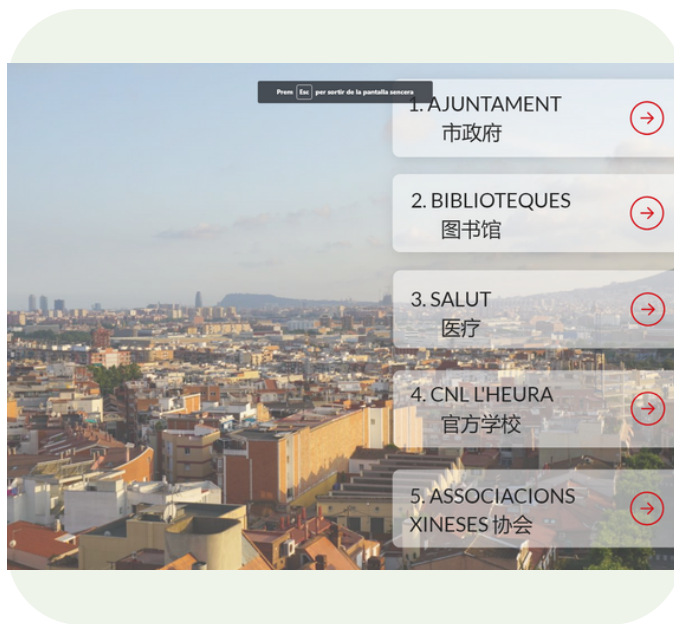 Prem Esc per sortir de la pantalla sencera
1. AJUNTAMENT
市政府
2. BIBLIOTEQUES
图书馆
3. SALUT
医疗
4. CNL L'HEURA
官方学校
5. ASSOCIACIONS
XINESES 协会